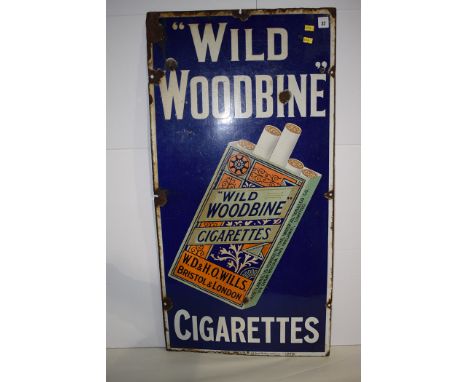 "WILD
WOODBINE"
"WILD
WOODBINE"
CIGARETTES
W.D. & H.O. WILLS.
BRISTOL & LONDON
CIGARETTES